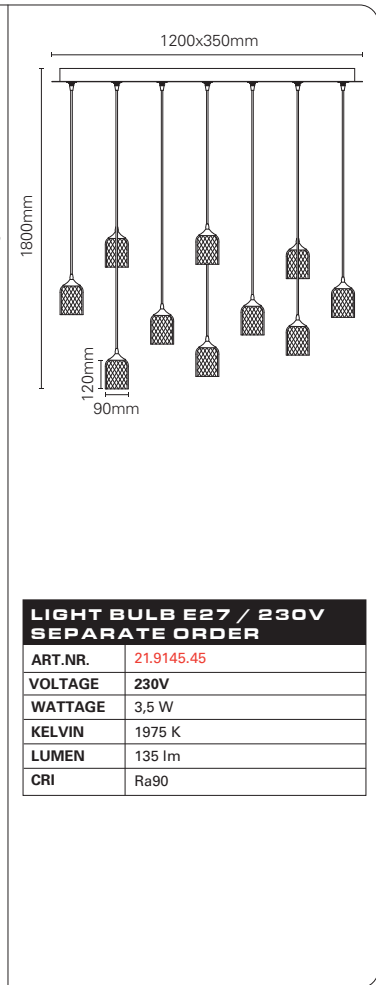 1200x350mm
1800mm
120mm
90mm
LIGHT BULB E27 / 230V
SEPARATE ORDER
ART.NR. 21.9145.45
VOLTAGE 230V
WATTAGE 3,5 W
KELVIN 1975 K
LUMEN 135 lm
CRI Ra90